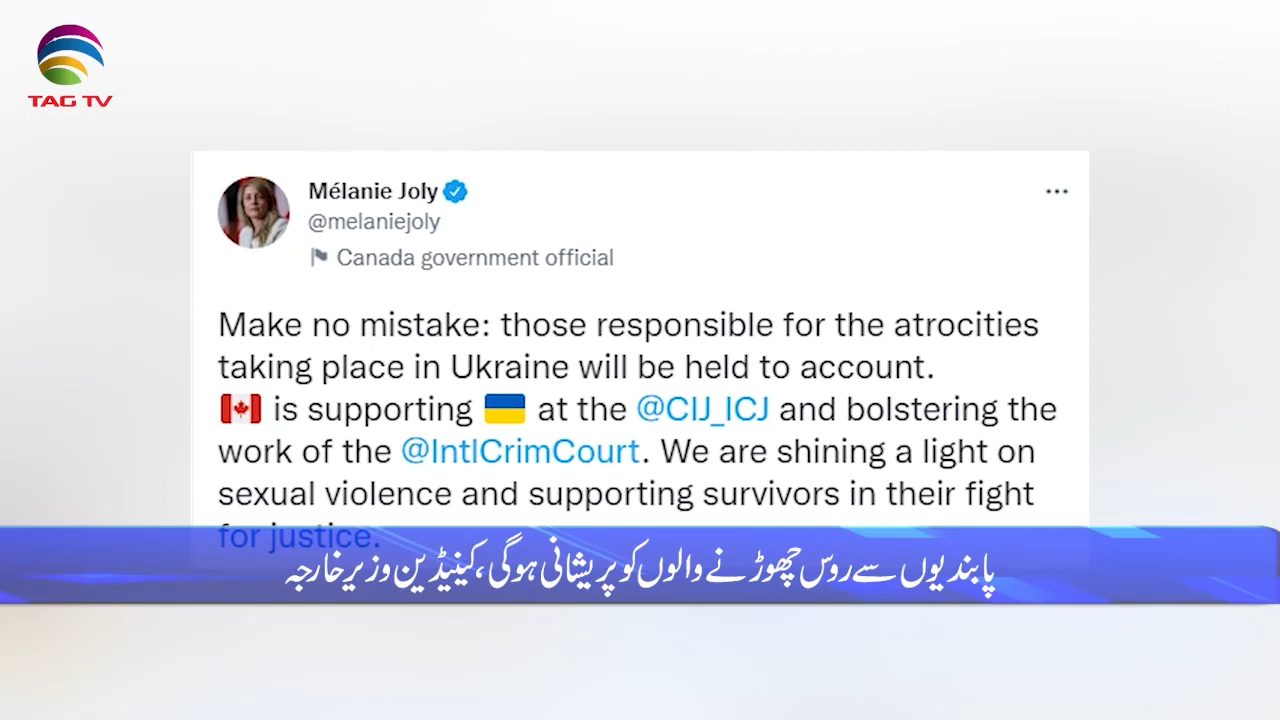 TAG TV
Mélanie Joly
@melaniejoly
Canada government official
Make no mistake: those responsible for the atrocities
taking place in Ukraine will be held to account.
🇨🇦 is supporting 🇺🇦 at the @CIJ_ICJ and bolstering the
work of the @IntlCrimCourt. We are shining a light on
sexual violence and supporting survivors in their fight
for justice.
پابندیوں سے روس چھوڑنے والوں کو پریشانی ہوگی، کینیڈین وزیر خارجہ